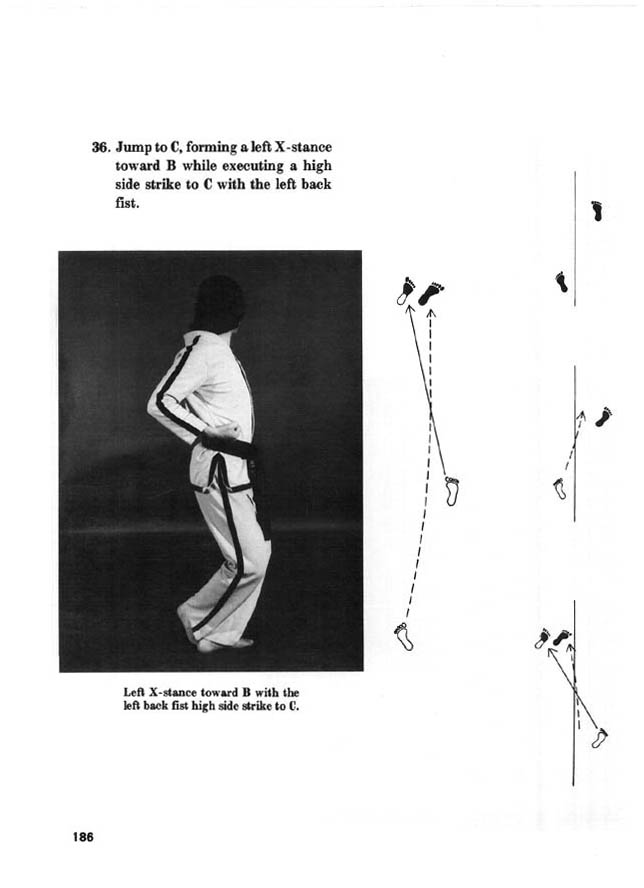 36. Jump to C, forming a left X-stance
toward B while executing a high
side strike to C with the left back
fist.
Left X-stance toward B with the
left back fist high side strike to C.
186